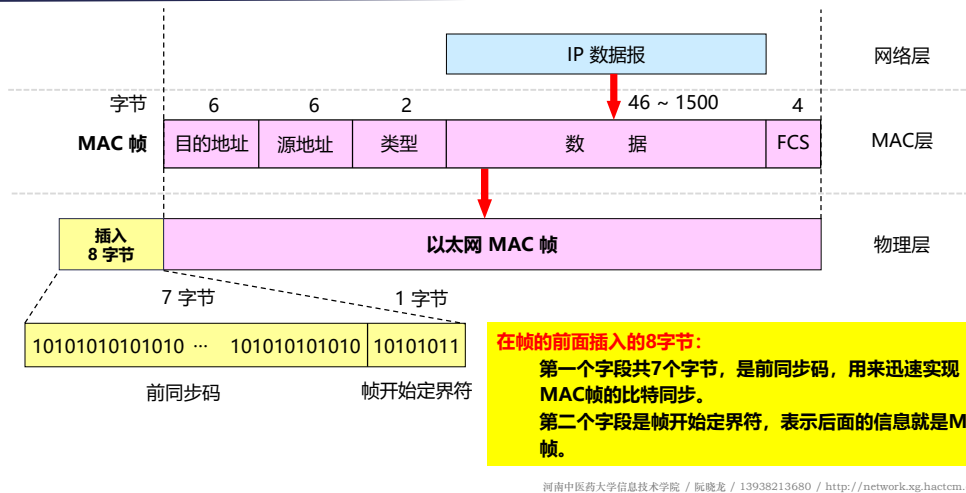 IP 数据报
网络层
字节 6 6 2 46 ~ 1500 4
MAC 帧 目的地址 源地址 类型 数 据 FCS MAC层
插入
8 字节
以太网 MAC 帧
物理层
7 字节 1 字节
10101010101010 ··· 101010101010 10101011
前同步码 帧开始定界符
在帧的前面插入的8字节：
第一个字段共7个字节，是前同步码，用来迅速实现
MAC帧的比特同步。
第二个字段是帧开始定界符，表示后面的信息就是M
帧。
河南中医药大学信息技术学院 / 阮晓龙 / 13938213680 / http://network.xg.hactcm.